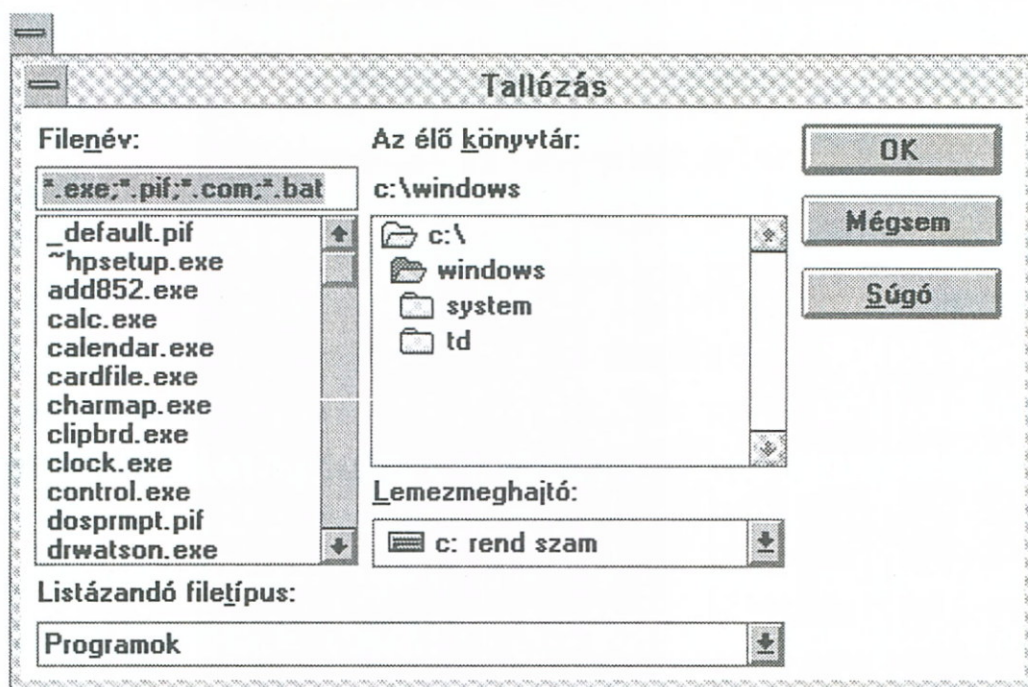 Tallózás
Filenév:
*.exe;*.pif;*.com;*.bat
_default.pif
~hpsetup.exe
add852.exe
calc.exe
calendar.exe
cardfile.exe
charmap.exe
clipbrd.exe
clock.exe
control.exe
dosprmpt.pif
drwatson.exe
Listázandó filetípus:
Programok
Az élő könyvtár:
c:\windows
c:\
windows
system
td
Lemezmeghajtó:
c: rend szam
OK
Mégsem
Súgó